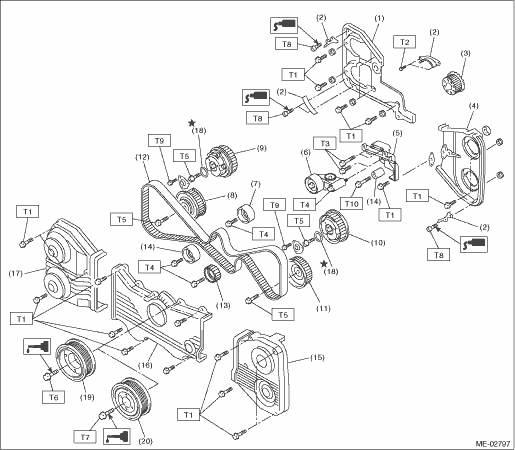 (2)
(1)
T8
T2
(2)
(3)
T1
(2)
T8
T1
(4)
★
(18)
(9)
T9
T5
(12)
T3
(5)
(6)
(8)
(7)
T4
T10
(14)
T1
T1
(2)
T8
T1
T5
T4
T9
T5
(10)
★
(18)
(14)
(17)
T4
(13)
(11)
T1
T5
(16)
(15)
T6
(19)
T1
T7
(20)
ME-02797